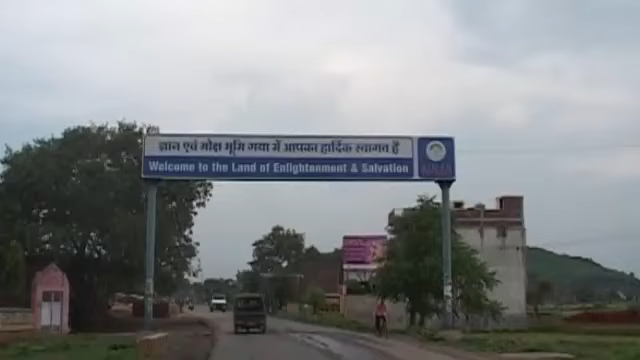 ज्ञान एवं मोक्ष भूमि गया में आपका हार्दिक स्वागत है
Welcome to the Land of Enlightenment & Salvation